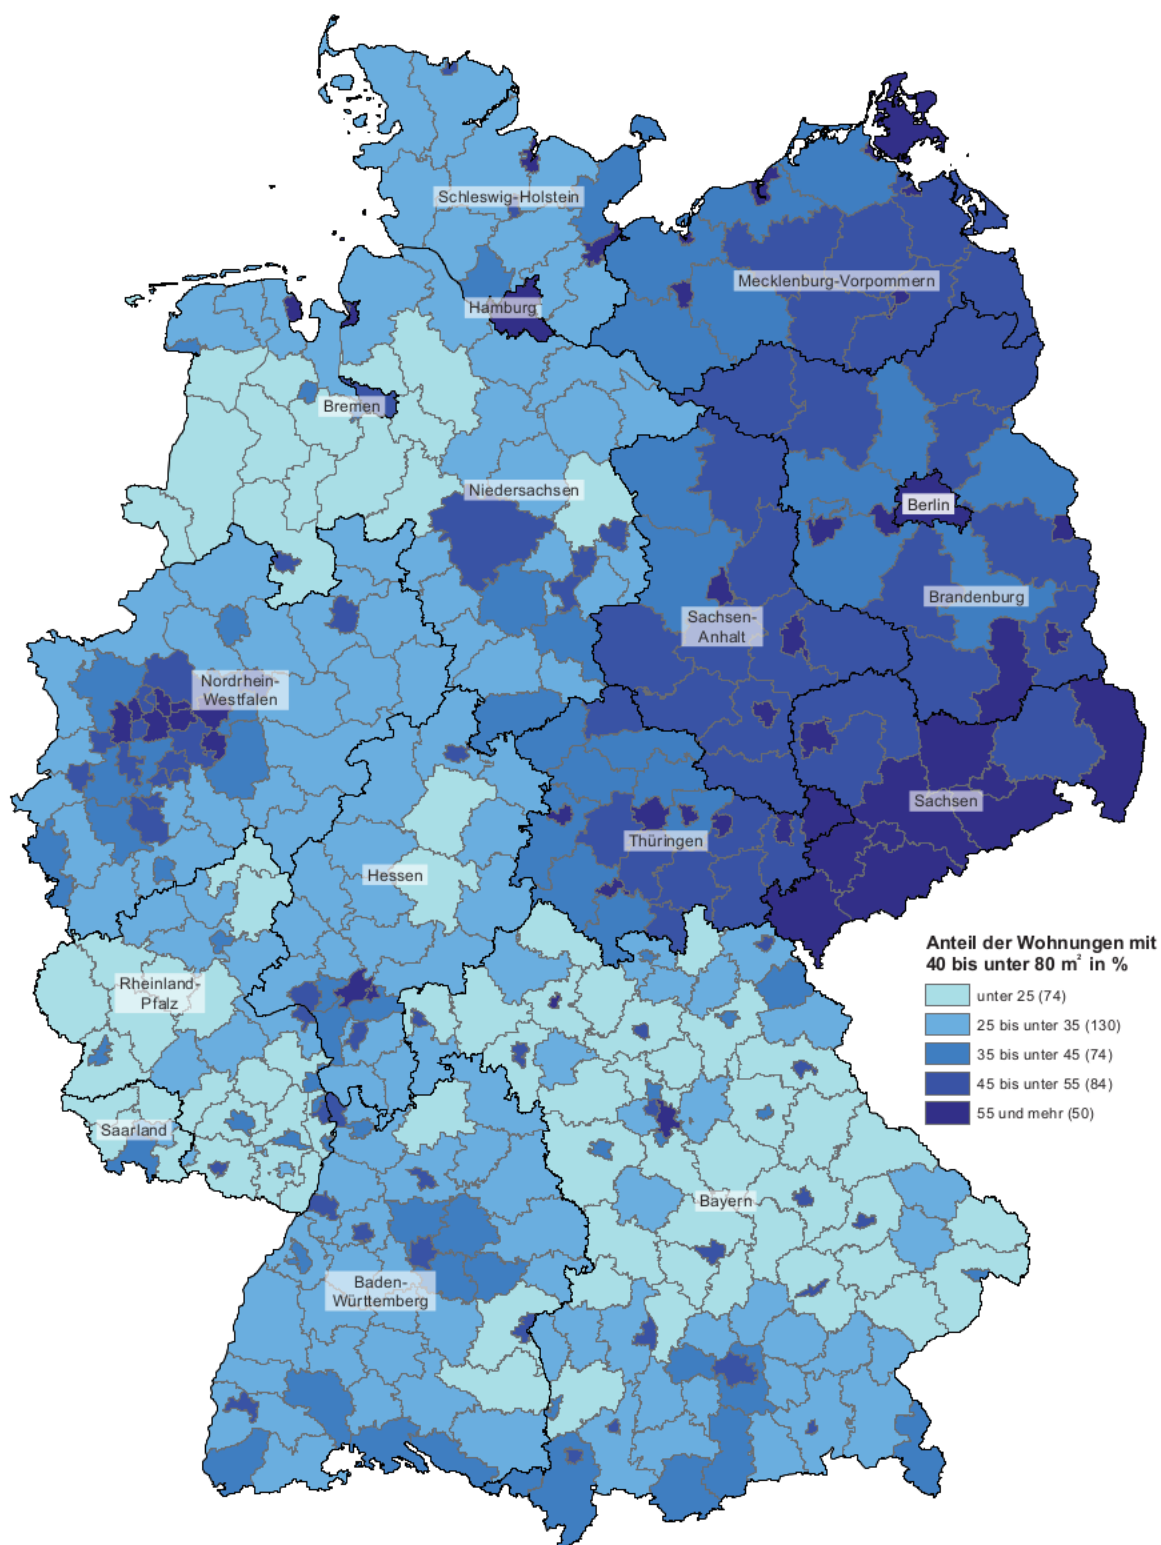 Schleswig-Holstein
Mecklenburg-Vorpommern
Hamburg
Bremen
Niedersachsen
Berlin
Brandenburg
Sachsen-
Anhalt
Nordrhein-
Westfalen
Sachsen
Thüringen
Hessen
Rheinland-
Pfalz
Saarland
Bayern
Baden-
Württemberg
Anteil der Wohnungen mit
40 bis unter 80 m² in %
unter 25 (74)
25 bis unter 35 (130)
35 bis unter 45 (74)
45 bis unter 55 (84)
55 und mehr (50)